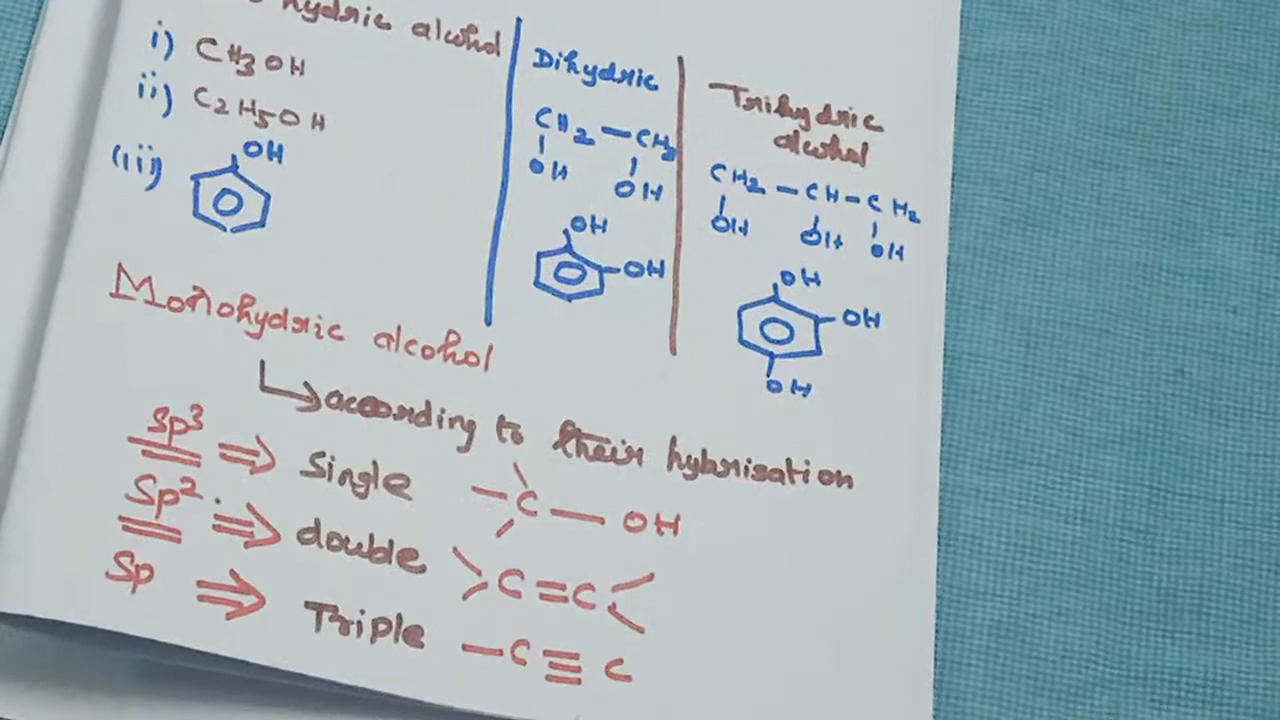 hydric alcohol
i) CH3OH
ii) C2H5OH
(iii)
OH
Dihydric
CH2 — CH2
OH
OH
OH
OH
Trihydric
alcohol
CH2 — CH — CH2
OH OH OH
OH
OH
OH
Monohydric alcohol
↳ according to their hybrisation
Sp3 ⇒ Single — C — OH
Sp2 ⇒ double C = C
Sp ⇒ Triple — C ≡ C